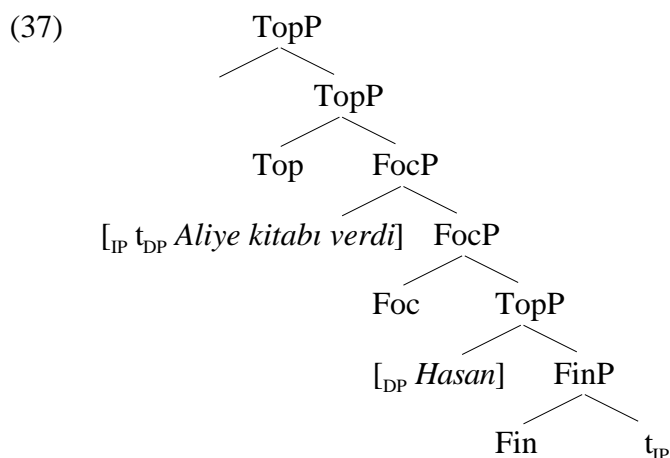 (37) TopP
TopP
Top FocP
[IP tDP Aliye kitabı verdi] FocP
Foc TopP
[DP Hasan] FinP
Fin tIP